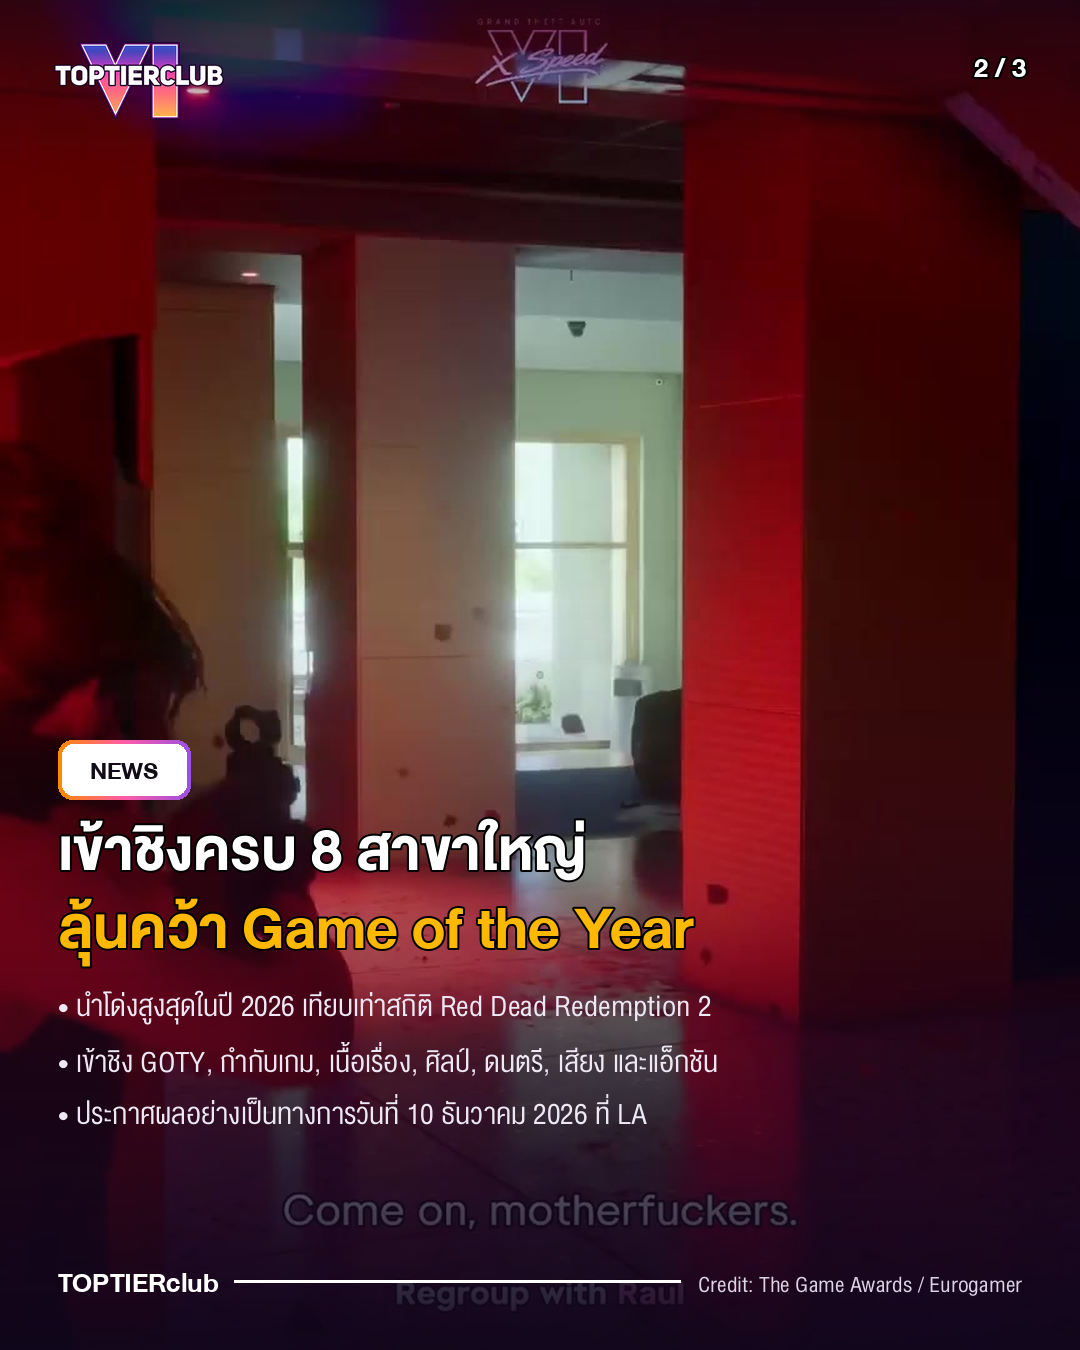 GRAND THEFT AUTO
VI
X Speed
TOPTIERCLUB
VI
2 / 3
NEWS
เข้าชิงครบ 8 สาขาใหญ่
ลุ้นคว้า Game of the Year
• นำโด่งสูงสุดในปี 2026 เทียบเท่าสถิติ Red Dead Redemption 2
• เข้าชิง GOTY, กำกับเกม, เนื้อเรื่อง, ศิลป์, ดนตรี, เสียง และแอ็กชัน
• ประกาศผลอย่างเป็นทางการวันที่ 10 ธันวาคม 2026 ที่ LA
Come on, motherfuckers.
Regroup with Raul
TOPTIERclub
Credit: The Game Awards / Eurogamer